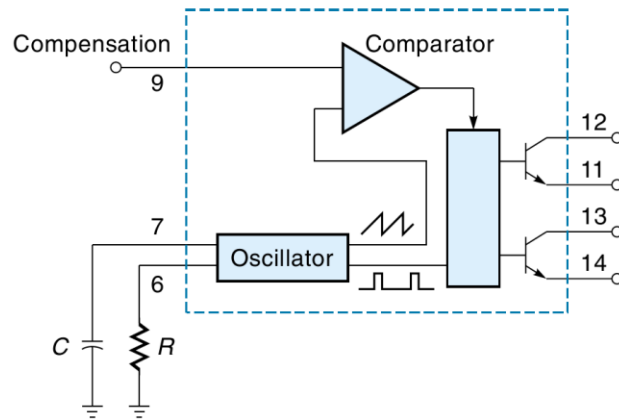 Compensation
9
Comparator
12
11
7
Oscillator
13
6
14
C
R